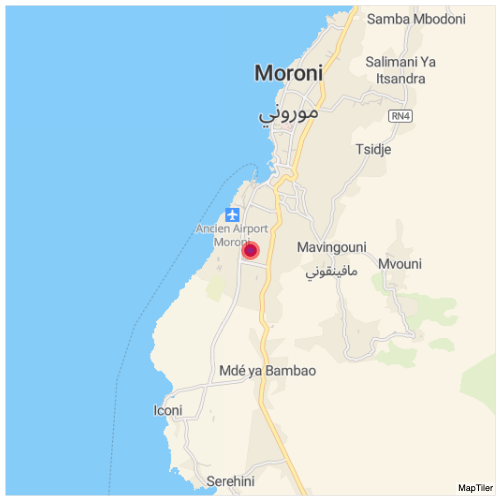 Samba Mbodoni
Salimani Ya
Itsandra
Moroni
موروني
RN4
Tsidje
Ancien Airport
Moroni
Mavingouni
مافينقوني
Mvouni
Mdé ya Bambao
Iconi
Serehini
MapTiler